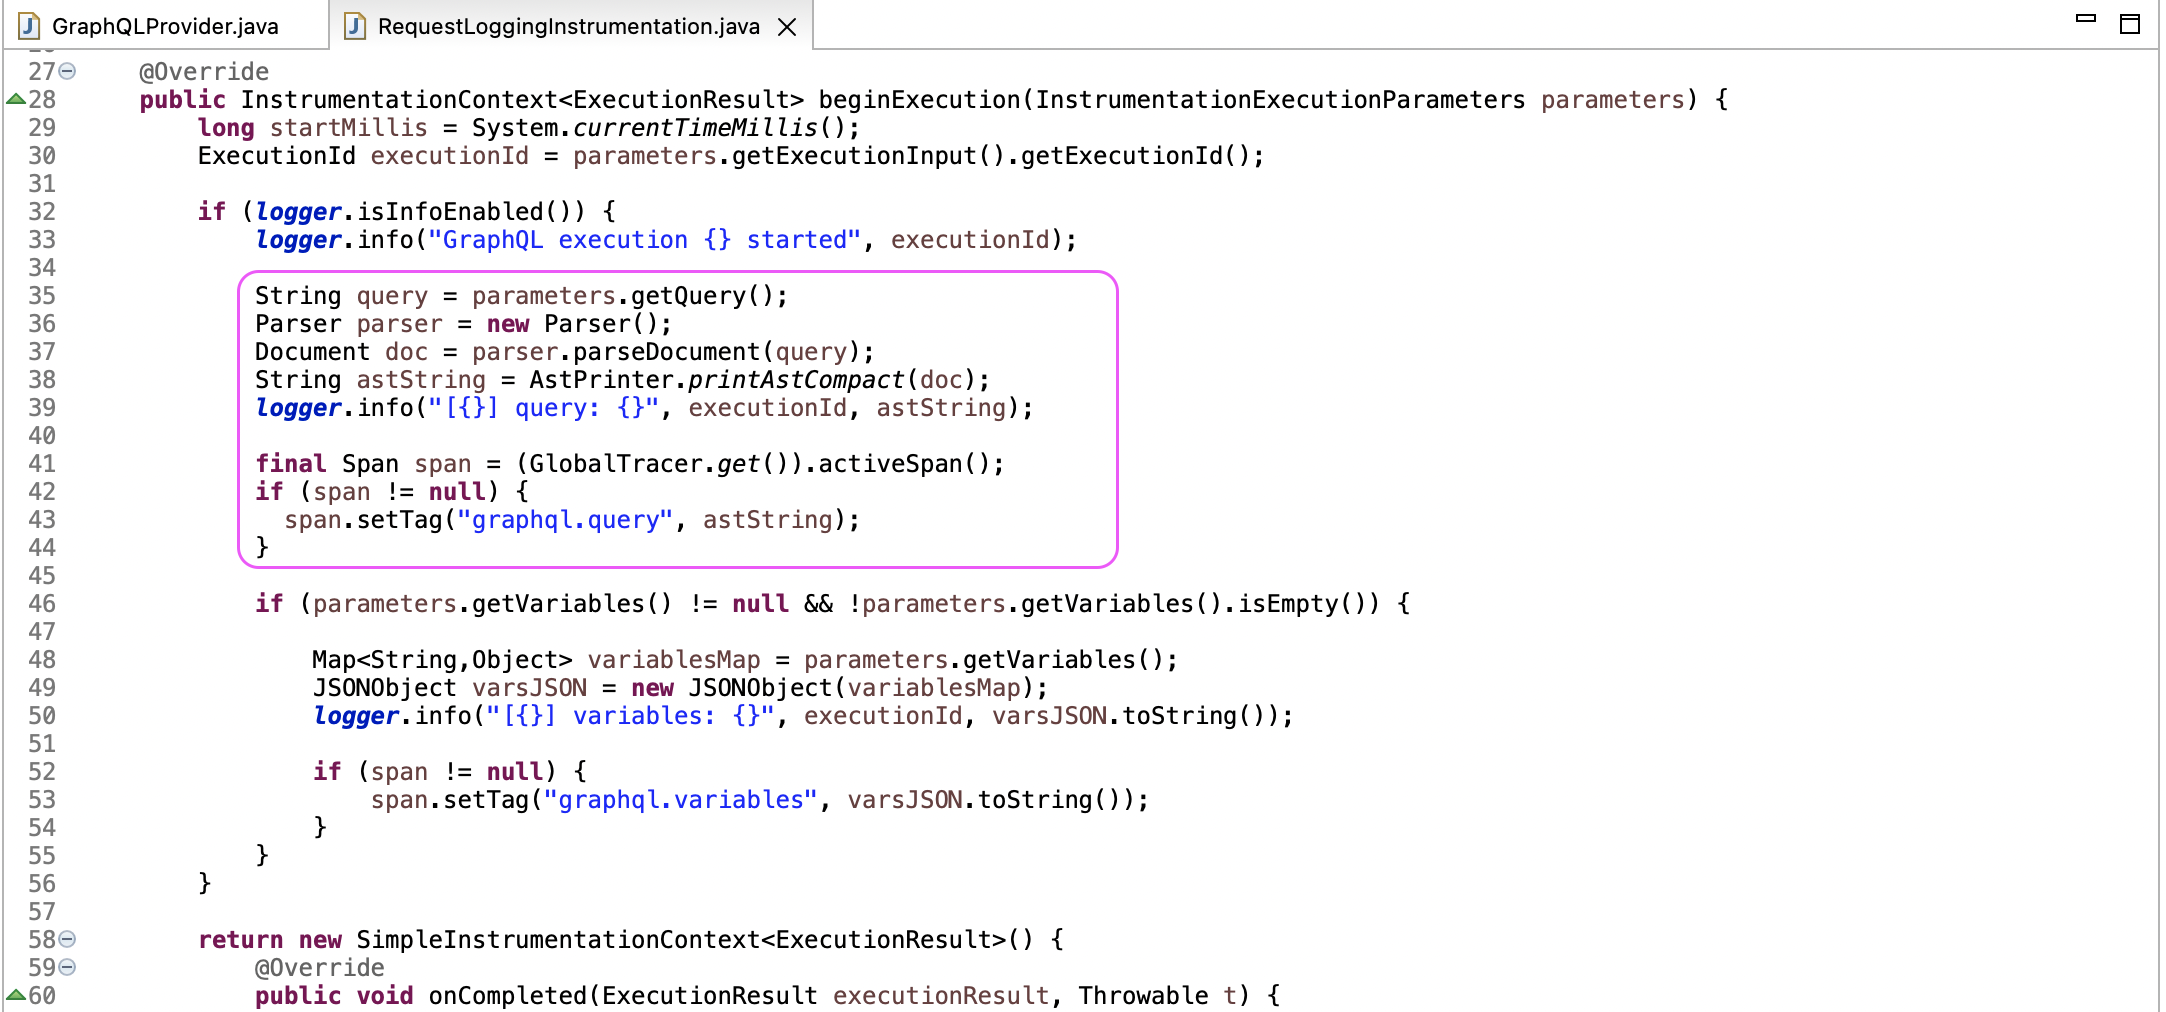 GraphQLProvider.java
RequestLoggingInstrumentation.java
27 @Override
28 public InstrumentationContext<ExecutionResult> beginExecution(InstrumentationExecutionParameters parameters) {
29 long startMillis = System.currentTimeMillis();
30 ExecutionId executionId = parameters.getExecutionInput().getExecutionId();
31
32 if (logger.isInfoEnabled()) {
33 logger.info("GraphQL execution {} started", executionId);
34
35 String query = parameters.getQuery();
36 Parser parser = new Parser();
37 Document doc = parser.parseDocument(query);
38 String astString = AstPrinter.printAstCompact(doc);
39 logger.info("[{}] query: {}", executionId, astString);
40
41 final Span span = (GlobalTracer.get()).activeSpan();
42 if (span != null) {
43 span.setTag("graphql.query", astString);
44 }
45
46 if (parameters.getVariables() != null && !parameters.getVariables().isEmpty()) {
47
48 Map<String,Object> variablesMap = parameters.getVariables();
49 JSONObject varsJSON = new JSONObject(variablesMap);
50 logger.info("[{}] variables: {}", executionId, varsJSON.toString());
51
52 if (span != null) {
53 span.setTag("graphql.variables", varsJSON.toString());
54 }
55 }
56 }
57
58 return new SimpleInstrumentationContext<ExecutionResult>() {
59 @Override
60 public void onCompleted(ExecutionResult executionResult, Throwable t) {